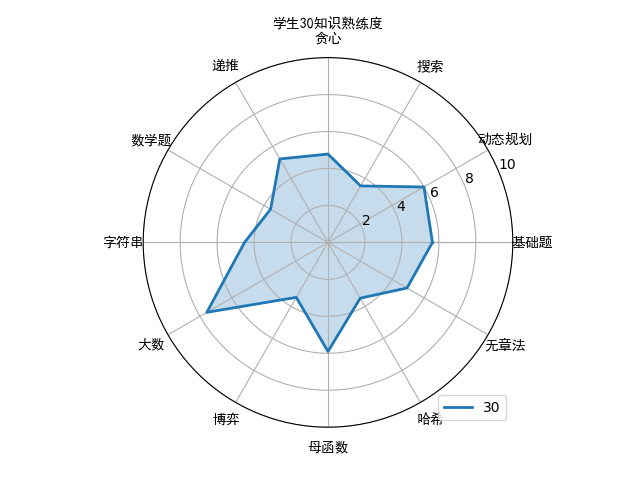 学生30知识熟练度
贪心
递推
搜索
数学题
动态规划
10
8
6
4
2
字符串
基础题
大数
无章法
博弈
哈希
30
母函数